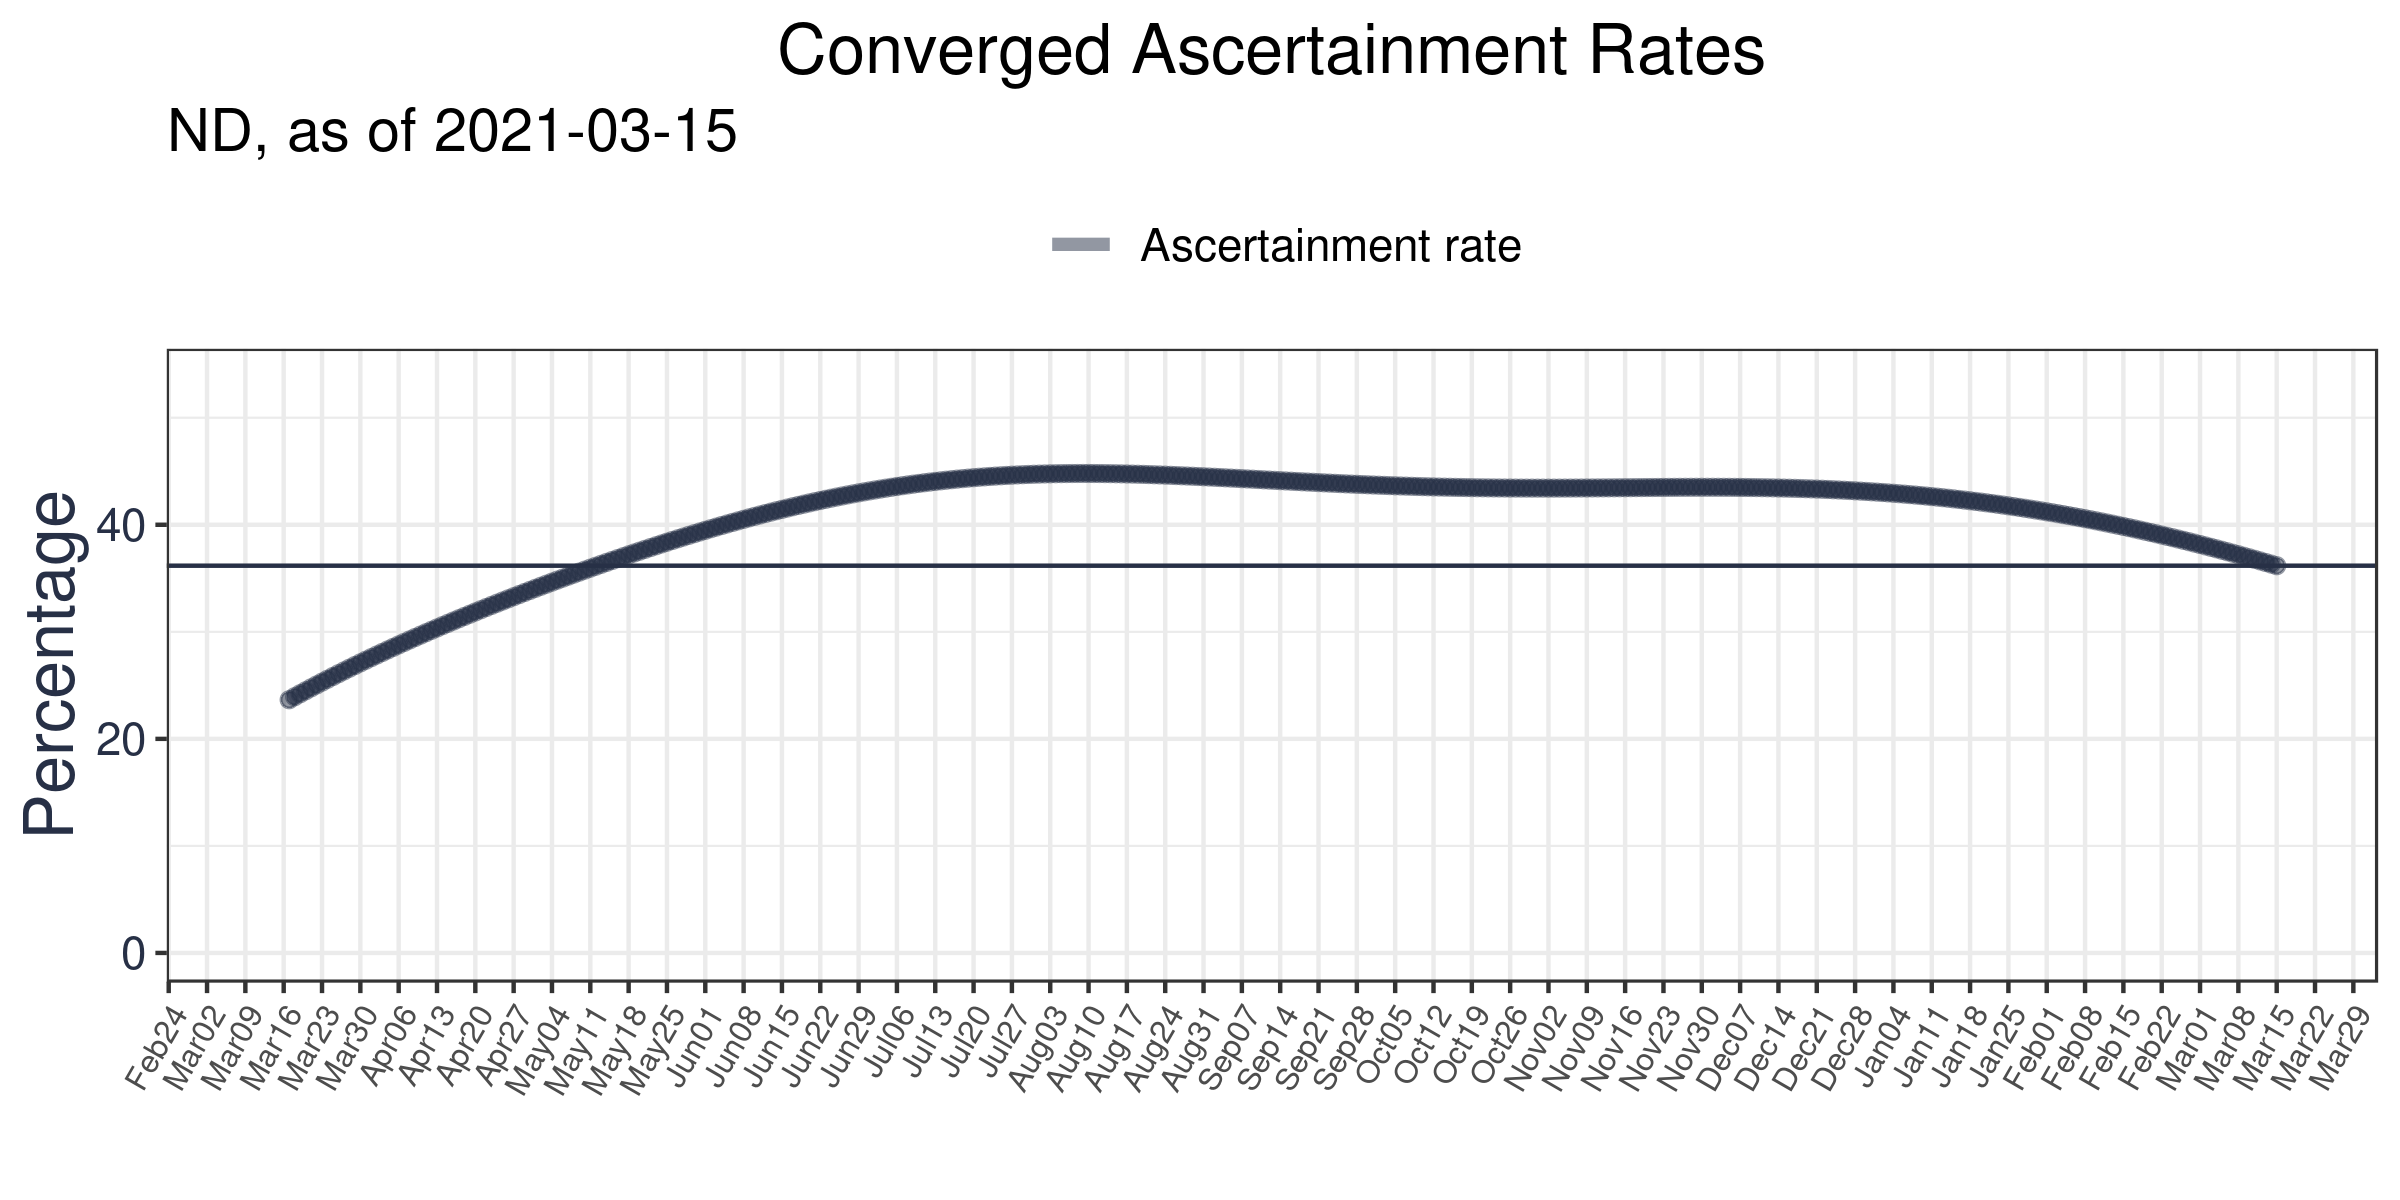 Converged Ascertainment Rates
ND, as of 2021-03-15
Ascertainment rate
Percentage
40
20
0
Feb24
Mar02
Mar09
Mar16
Mar23
Mar30
Apr06
Apr13
Apr20
Apr27
May04
May11
May18
May25
Jun01
Jun08
Jun15
Jun22
Jun29
Jul06
Jul13
Jul20
Jul27
Aug03
Aug10
Aug17
Aug24
Aug31
Sep07
Sep14
Sep21
Sep28
Oct05
Oct12
Oct19
Oct26
Nov02
Nov09
Nov16
Nov23
Nov30
Dec07
Dec14
Dec21
Dec28
Jan04
Jan11
Jan18
Jan25
Feb01
Feb08
Feb15
Feb22
Mar01
Mar08
Mar15
Mar22
Mar29